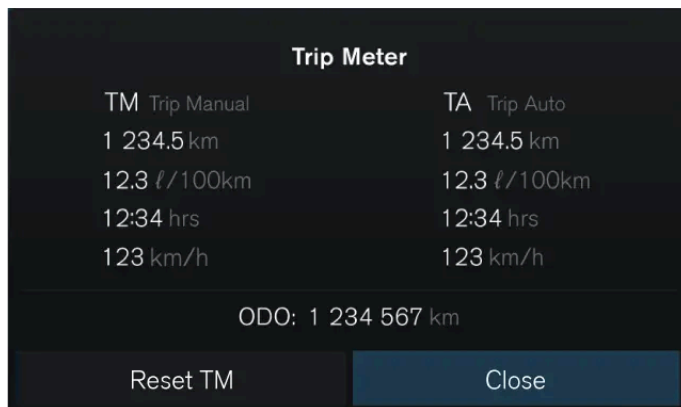 Trip Meter
TM Trip Manual
1 234.5 km
12.3 ℓ/100km
12:34 hrs
123 km/h
TA Trip Auto
1 234.5 km
12.3 ℓ/100km
12:34 hrs
123 km/h
ODO: 1 234 567 km
Reset TM
Close